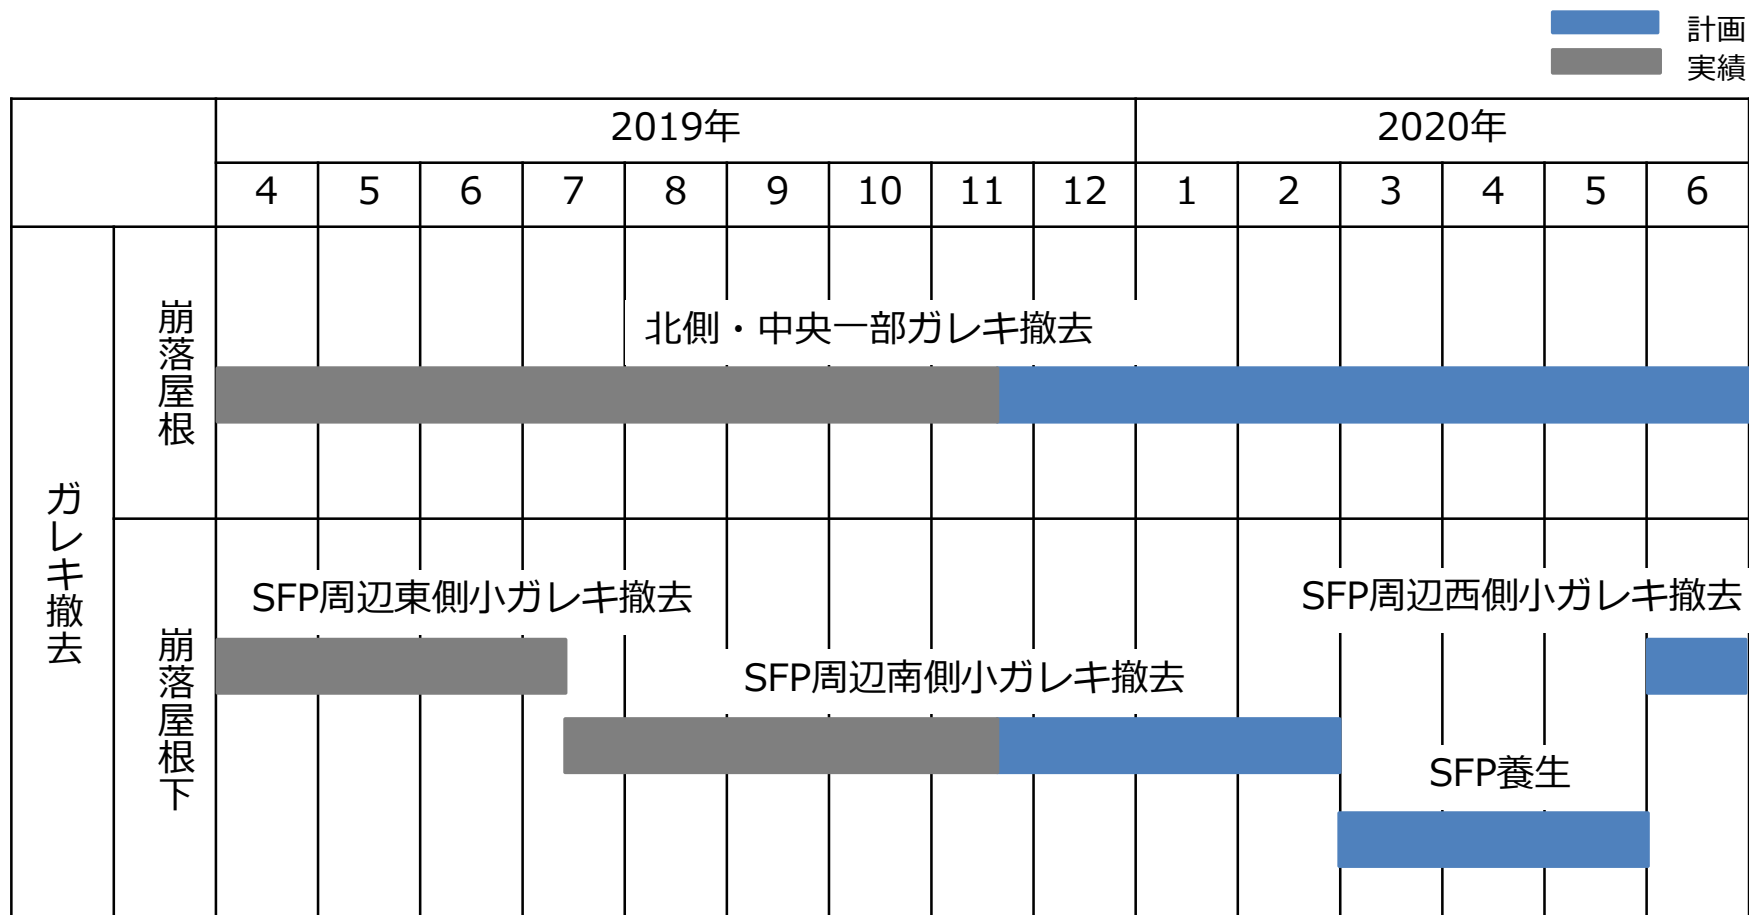 計画
実績
2019年 2020年
4 5 6 7 8 9 10 11 12 1 2 3 4 5 6
ガレキ撤去
崩落屋根
北側・中央一部ガレキ撤去
崩落屋根下
SFP周辺東側小ガレキ撤去
SFP周辺西側小ガレキ撤去
SFP周辺南側小ガレキ撤去
SFP養生